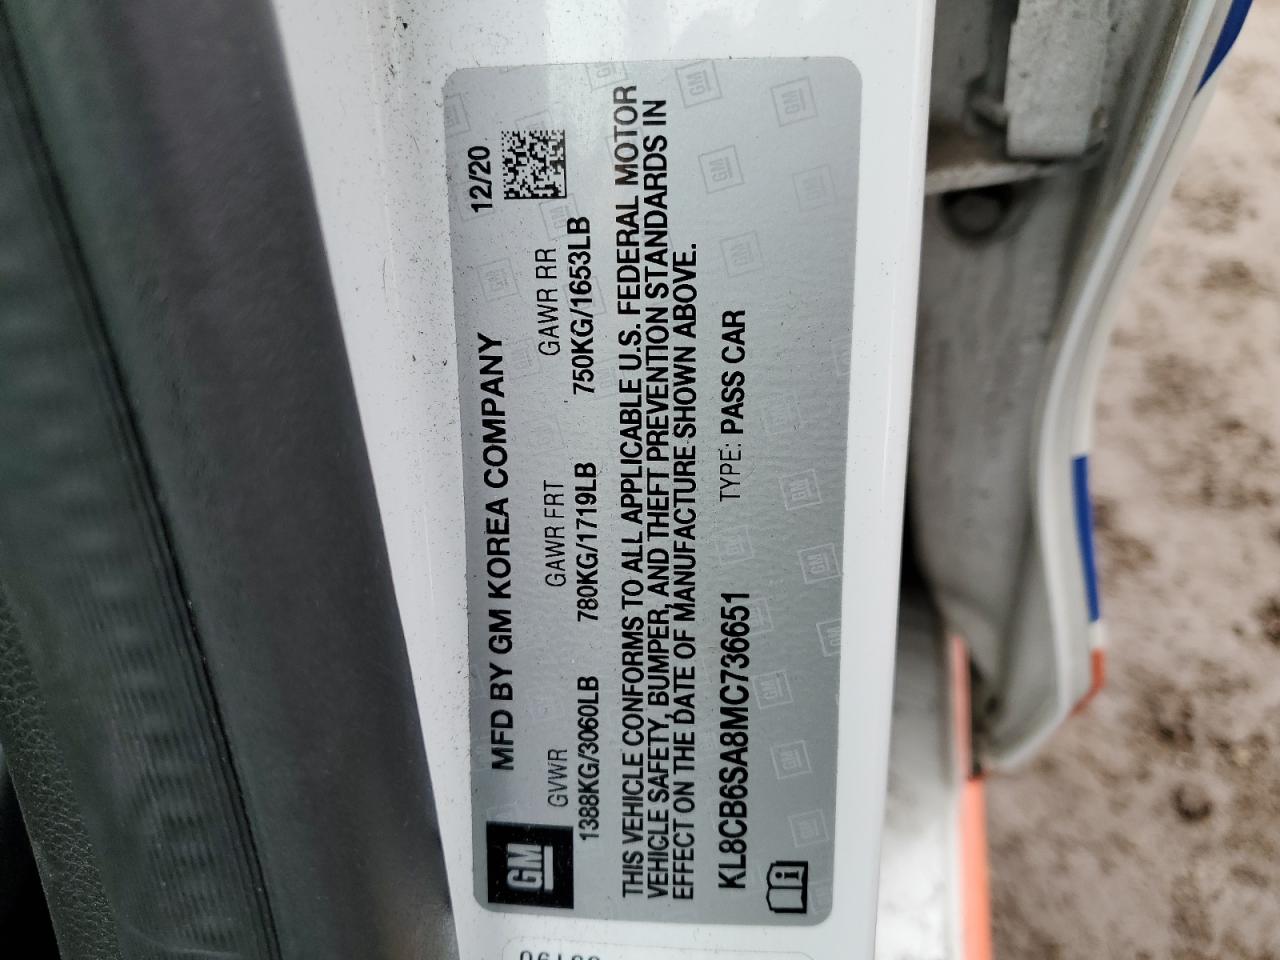 MFD BY GM KOREA COMPANY 12/20
GM
GVWR GAWR FRT GAWR RR
1388KG/3060LB 780KG/1719LB 750KG/1653LB
THIS VEHICLE CONFORMS TO ALL APPLICABLE U.S. FEDERAL MOTOR
VEHICLE SAFETY, BUMPER, AND THEFT PREVENTION STANDARDS IN
EFFECT ON THE DATE OF MANUFACTURE SHOWN ABOVE.
KL8CB6SA8MC736651 TYPE: PASS CAR